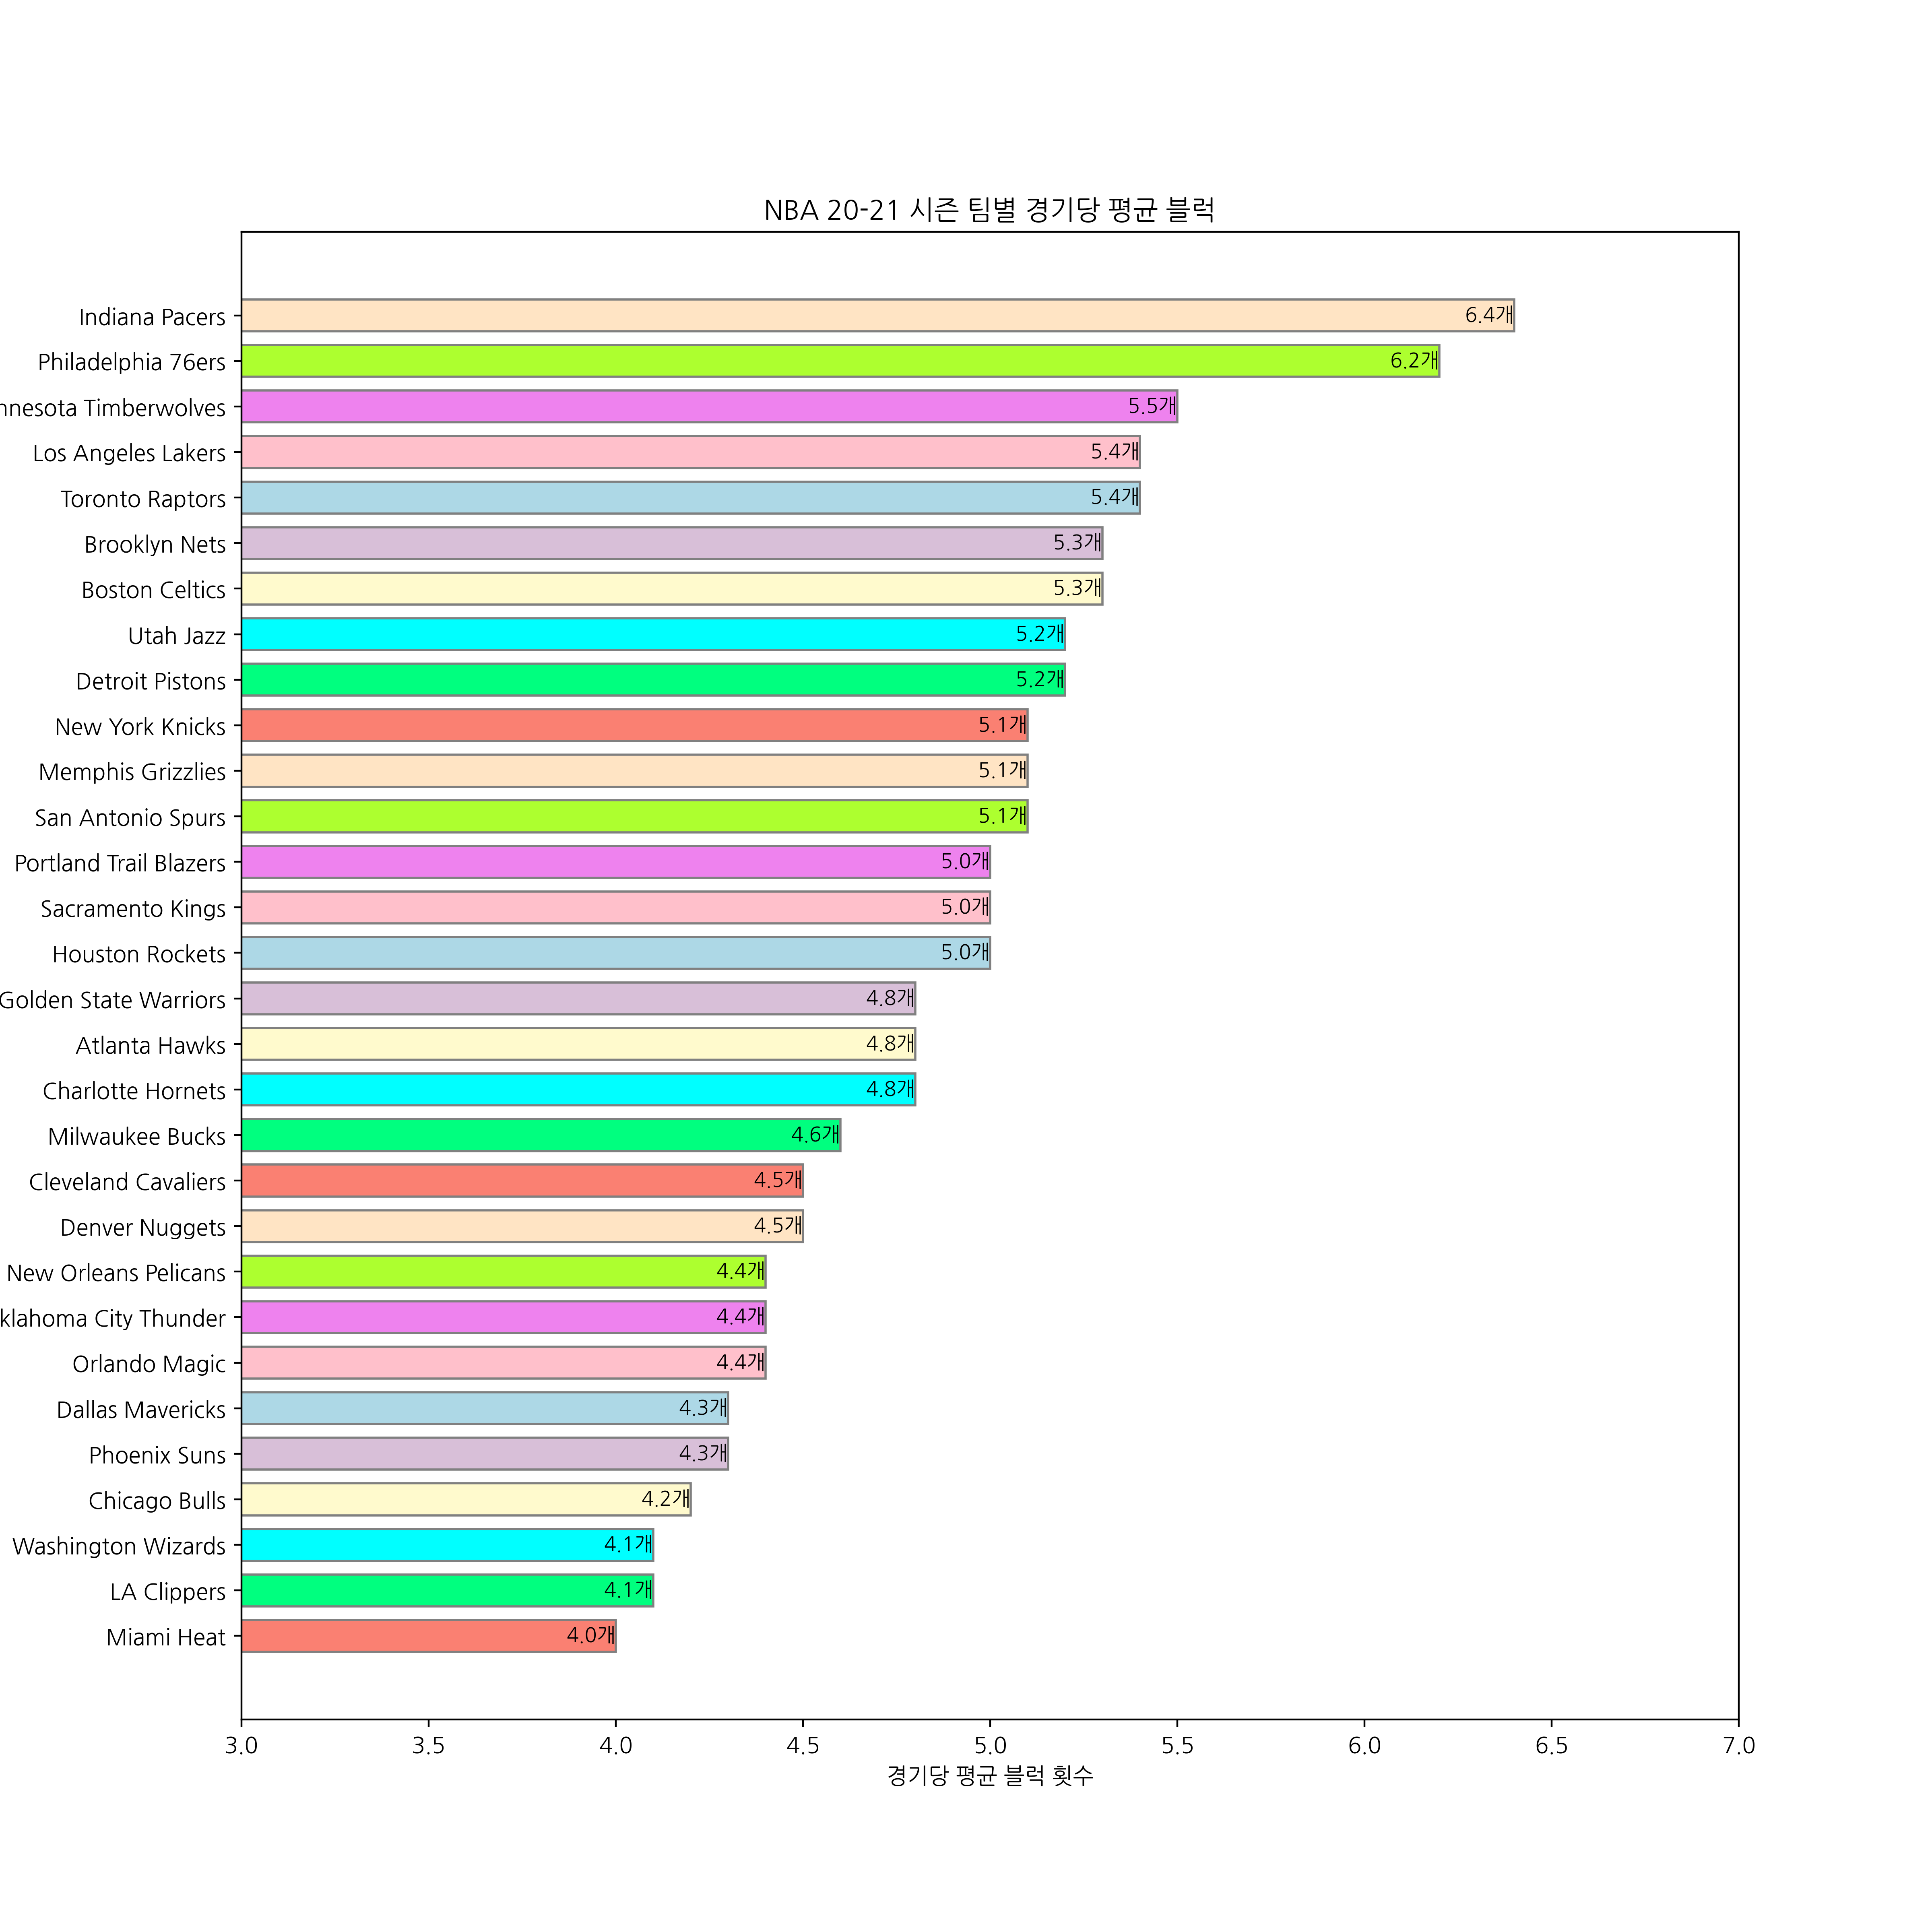 NBA 20-21 시즌 팀별 경기당 평균 블럭
Indiana Pacers 6.4개
Philadelphia 76ers 6.2개
Timberwolves 5.5개
Los Angeles Lakers 5.4개
Toronto Raptors 5.4개
Brooklyn Nets 5.3개
Boston Celtics 5.3개
Utah Jazz 5.2개
Detroit Pistons 5.2개
New York Knicks 5.1개
Memphis Grizzlies 5.1개
San Antonio Spurs 5.1개
Portland Trail Blazers 5.0개
Sacramento Kings 5.0개
Houston Rockets 5.0개
Golden State Warriors 4.8개
Atlanta Hawks 4.8개
Charlotte Hornets 4.8개
Milwaukee Bucks 4.6개
Cleveland Cavaliers 4.5개
Denver Nuggets 4.5개
New Orleans Pelicans 4.4개
City Thunder 4.4개
Orlando Magic 4.4개
Dallas Mavericks 4.3개
Phoenix Suns 4.3개
Chicago Bulls 4.2개
Washington Wizards 4.1개
LA Clippers 4.1개
Miami Heat 4.0개
3.0 3.5 4.0 4.5 5.0 5.5 6.0 6.5 7.0
경기당 평균 블럭 횟수